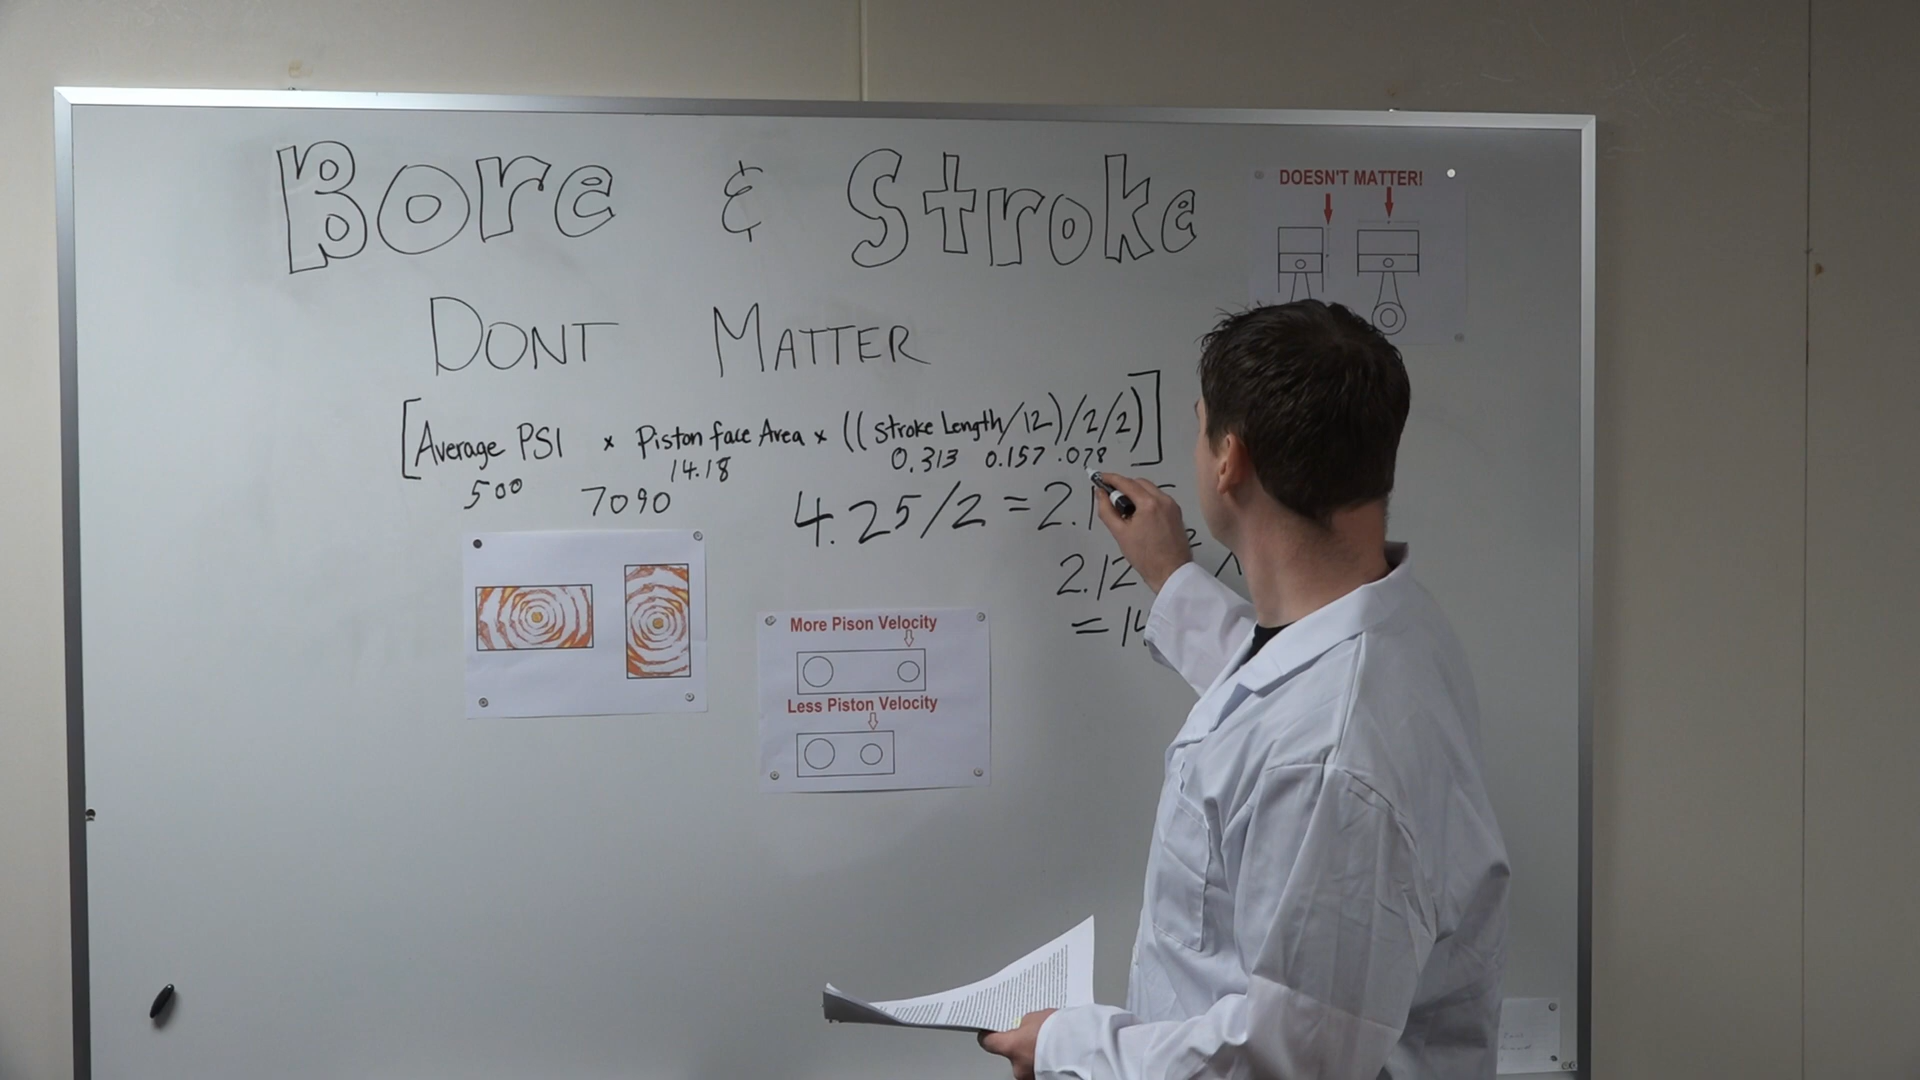 Bore & Stroke
DOESN'T MATTER!
DONT MATTER
[Average PSI x Piston face Area x ((stroke Length/12)/2/2)]
14.18 0.313 0.157 .078
500 7090
4.25/2 = 2.1
2.12
= 14
More Pison Velocity
Less Piston Velocity